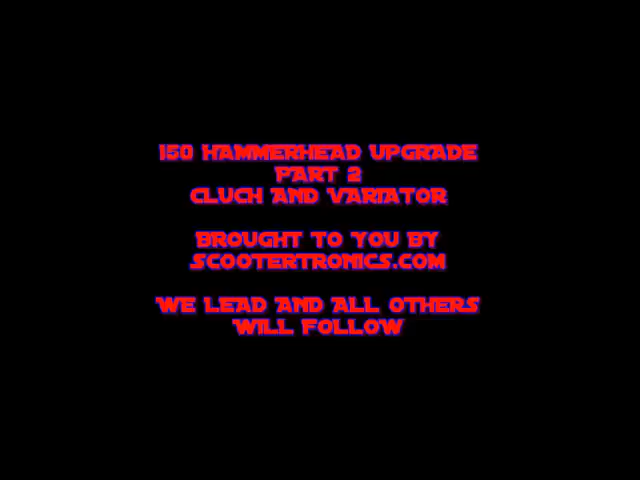 150 HAMMERHEAD UPGRADE
PART 2
CLUCH AND VARIATOR
BROUGHT TO YOU BY
SCOOTERTRONICS.COM
WE LEAD AND ALL OTHERS
WILL FOLLOW